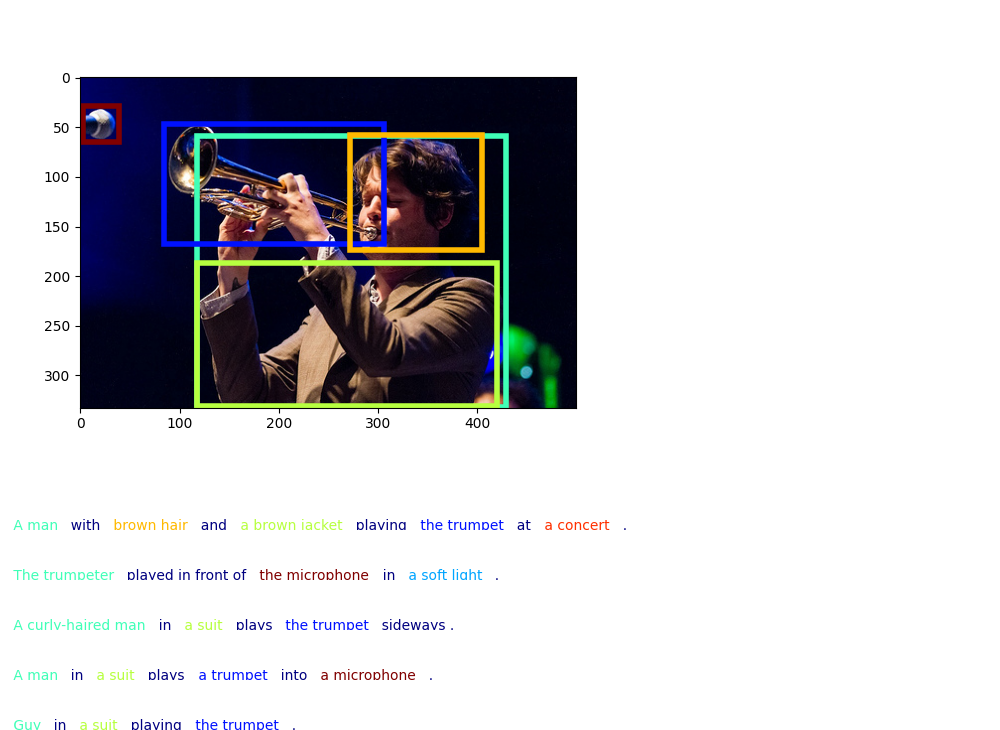 0
50
100
150
200
250
300
0 100 200 300 400
A man with brown hair and a brown jacket playing the trumpet at a concert .
The trumpeter played in front of the microphone in a soft light .
A curly-haired man in a suit plays the trumpet sideways .
A man in a suit plays a trumpet into a microphone .
Guy in a suit playing the trumpet .